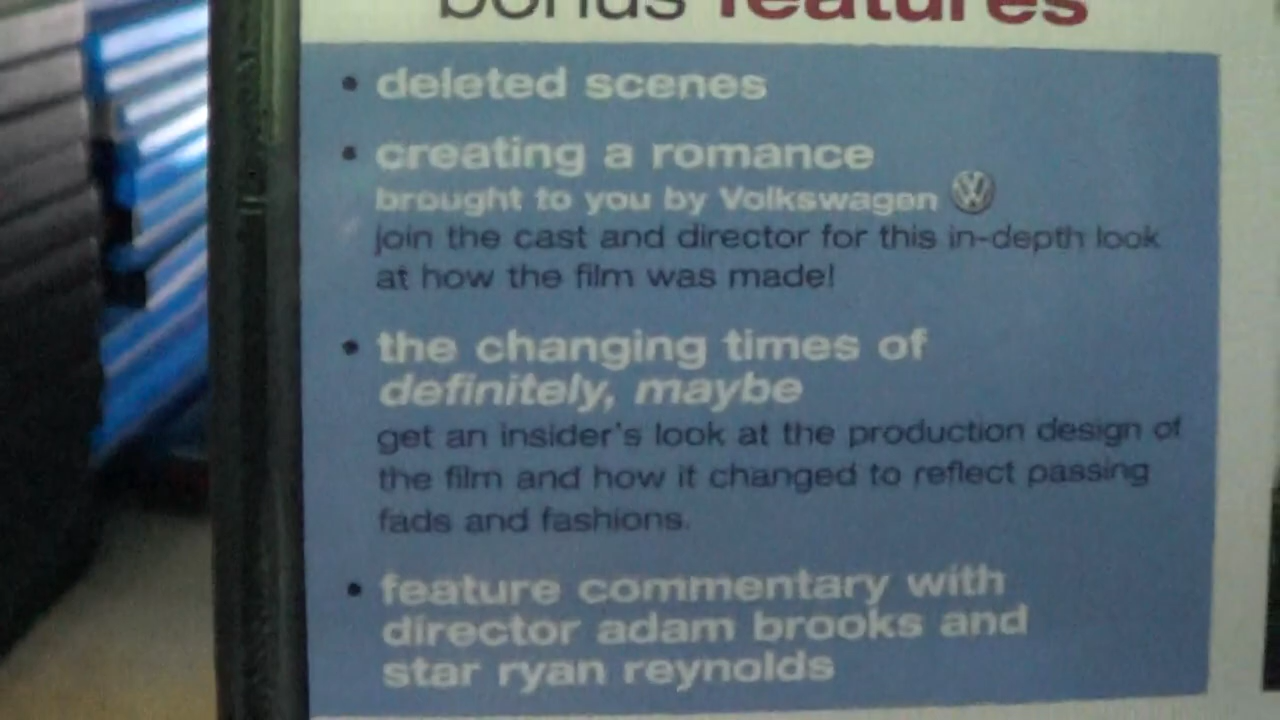 bonus features
• deleted scenes
• creating a romance
brought to you by Volkswagen
join the cast and director for this in-depth look
at how the film was made!
• the changing times of
definitely, maybe
get an insider's look at the production design of
the film and how it changed to reflect passing
fads and fashions.
• feature commentary with
director adam brooks and
star ryan reynolds